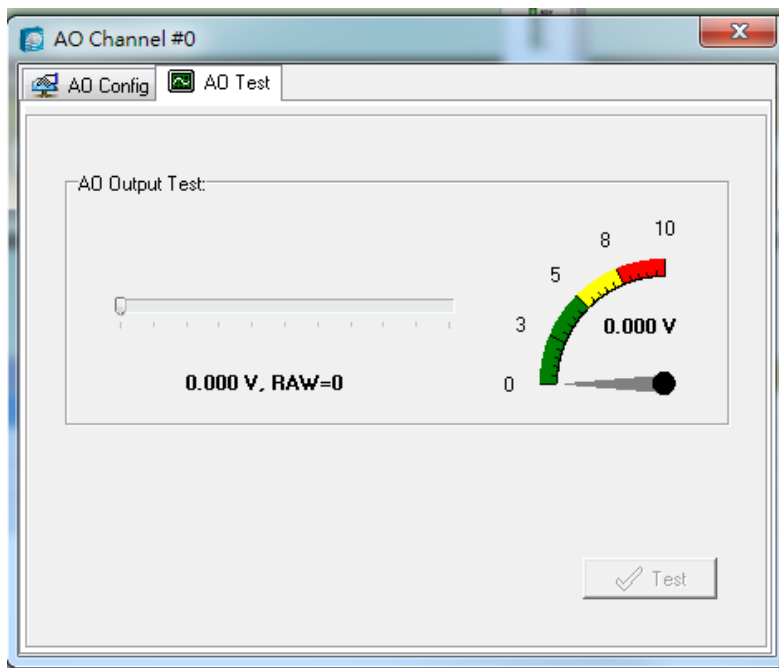 AO Channel #0
AO Config
AO Test
AO Output Test:
10
8
5
3
0
0.000 V
0.000 V, RAW=0
Test